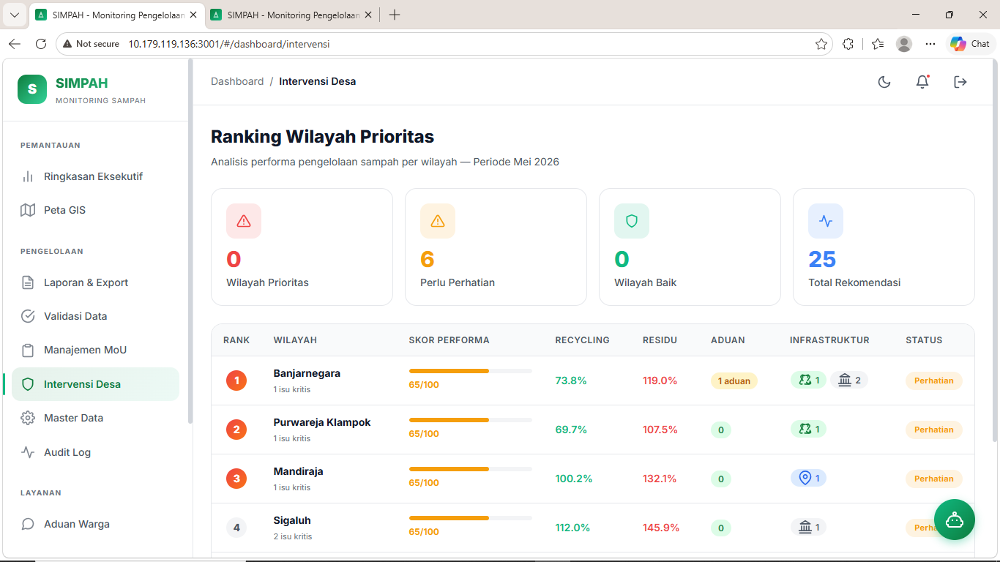 SIMPAH - Monitoring Pengelolaan
SIMPAH - Monitoring Pengelolaan
Not secure
10.179.119.136:3001/#/dashboard/intervensi
Chat
S
SIMPAH
MONITORING SAMPAH
PEMANTAUAN
Ringkasan Eksekutif
Peta GIS
PENGELOLAAN
Laporan & Export
Validasi Data
Manajemen MoU
Intervensi Desa
Master Data
Audit Log
LAYANAN
Aduan Warga
Dashboard / Intervensi Desa
Ranking Wilayah Prioritas
Analisis performa pengelolaan sampah per wilayah — Periode Mei 2026
0
Wilayah Prioritas
6
Perlu Perhatian
0
Wilayah Baik
25
Total Rekomendasi
RANK WILAYAH SKOR PERFORMA RECYCLING RESIDU ADUAN INFRASTRUKTUR STATUS
1 Banjarnegara 65/100 73.8% 119.0% 1 aduan 1 2 Perhatian
1 isu kritis
2 Purwareja Klampok 65/100 69.7% 107.5% 0 1 Perhatian
1 isu kritis
3 Mandiraja 65/100 100.2% 132.1% 0 1 Perhatian
1 isu kritis
4 Sigaluh 65/100 112.0% 145.9% 0 1
2 isu kritis